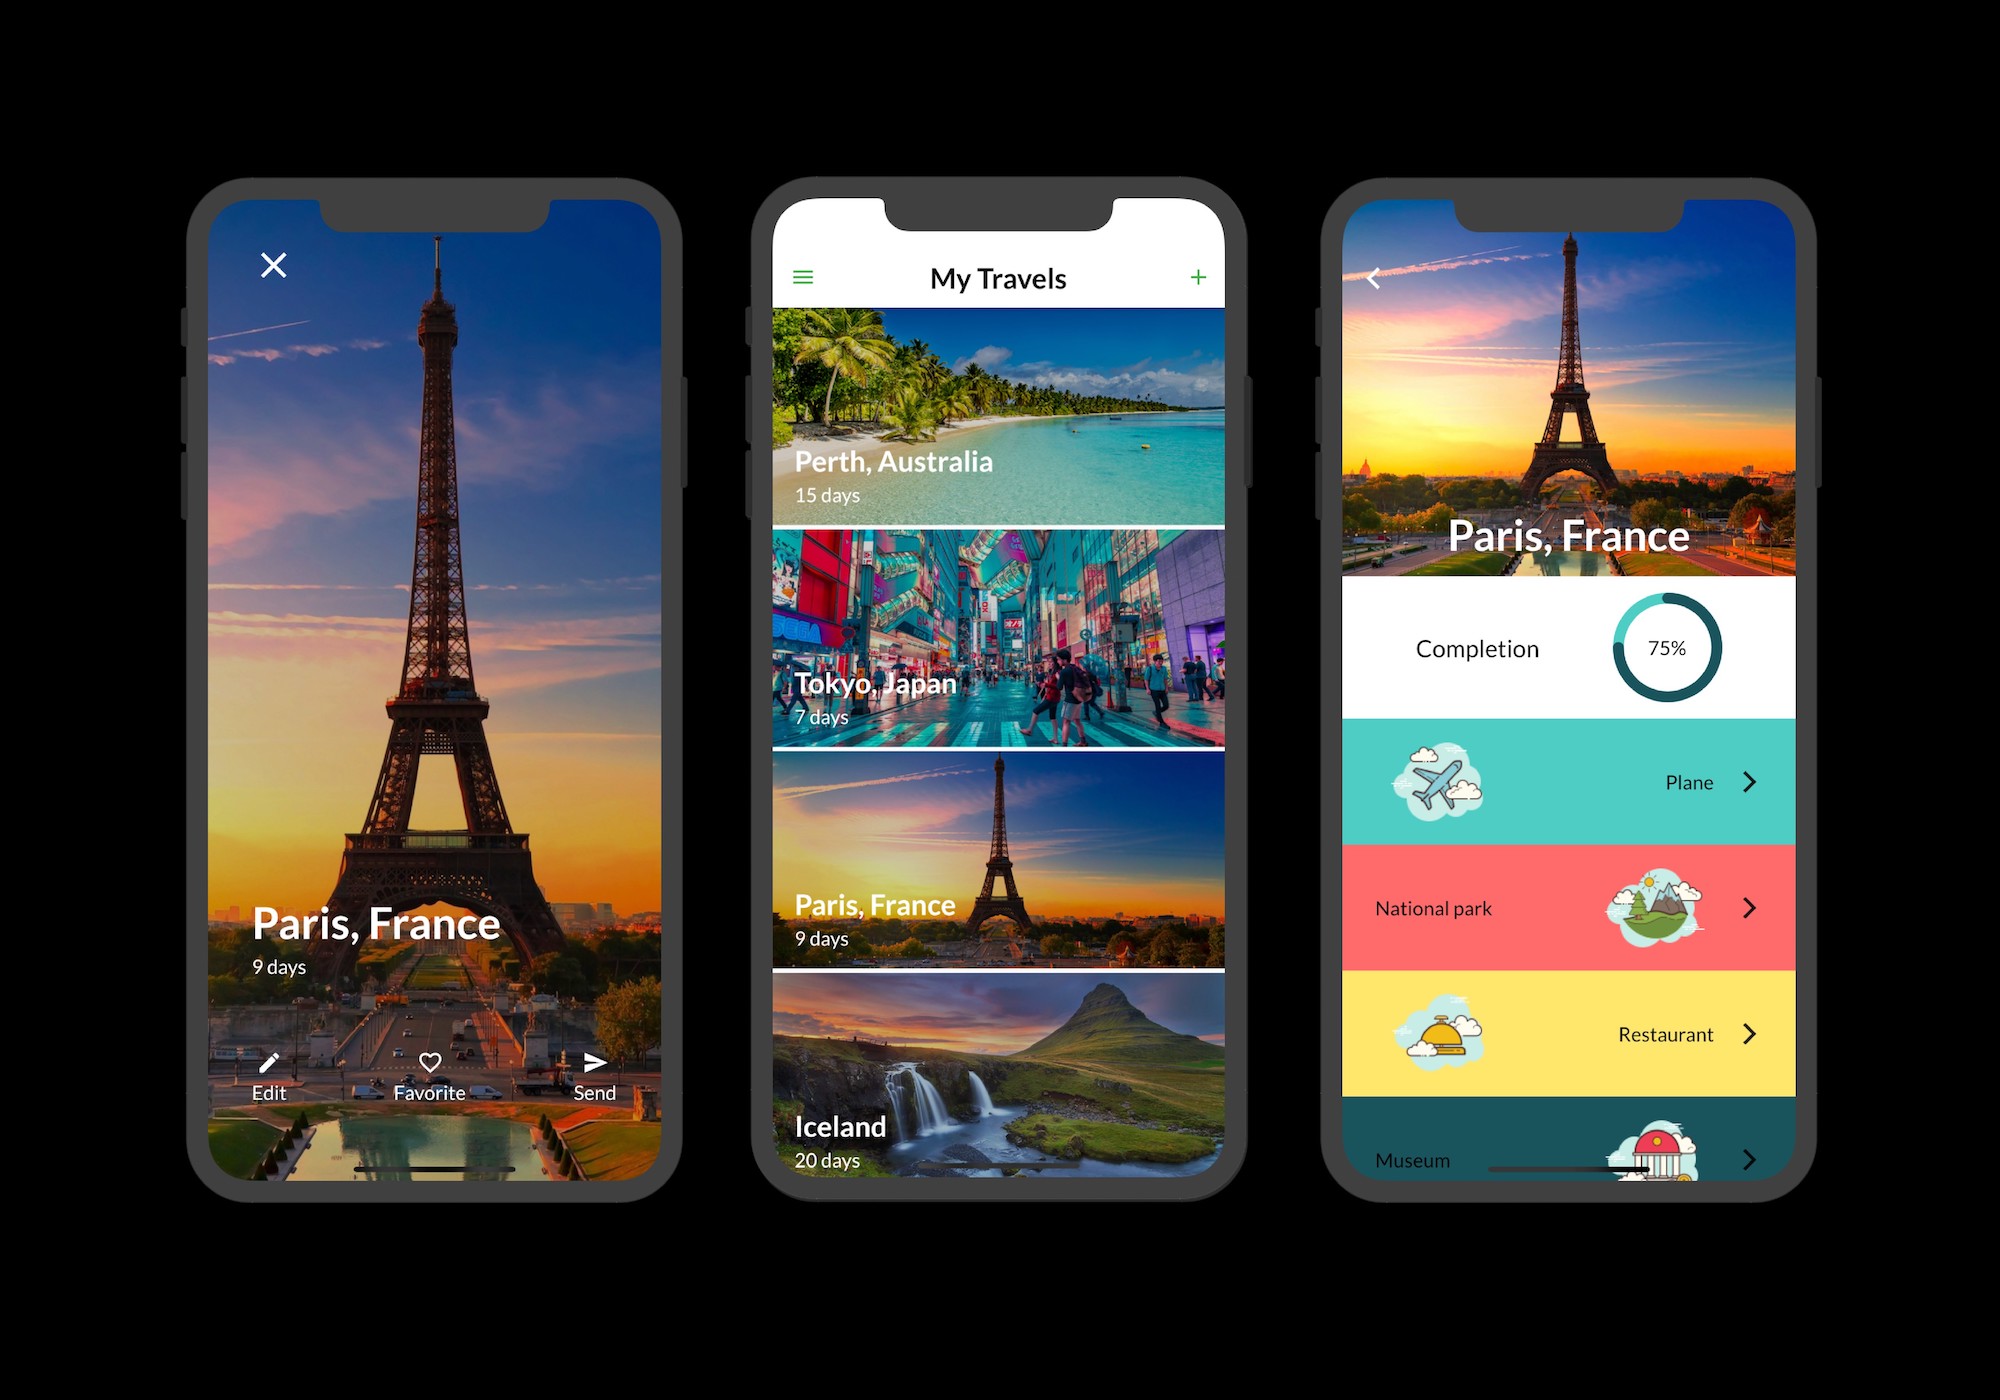 Paris, France
9 days
Edit
Favorite
Send
My Travels
Perth, Australia
15 days
SEGA
Tokyo, Japan
7 days
Paris, France
9 days
Iceland
20 days
Paris, France
Completion
75%
Plane
National park
Restaurant
Museum